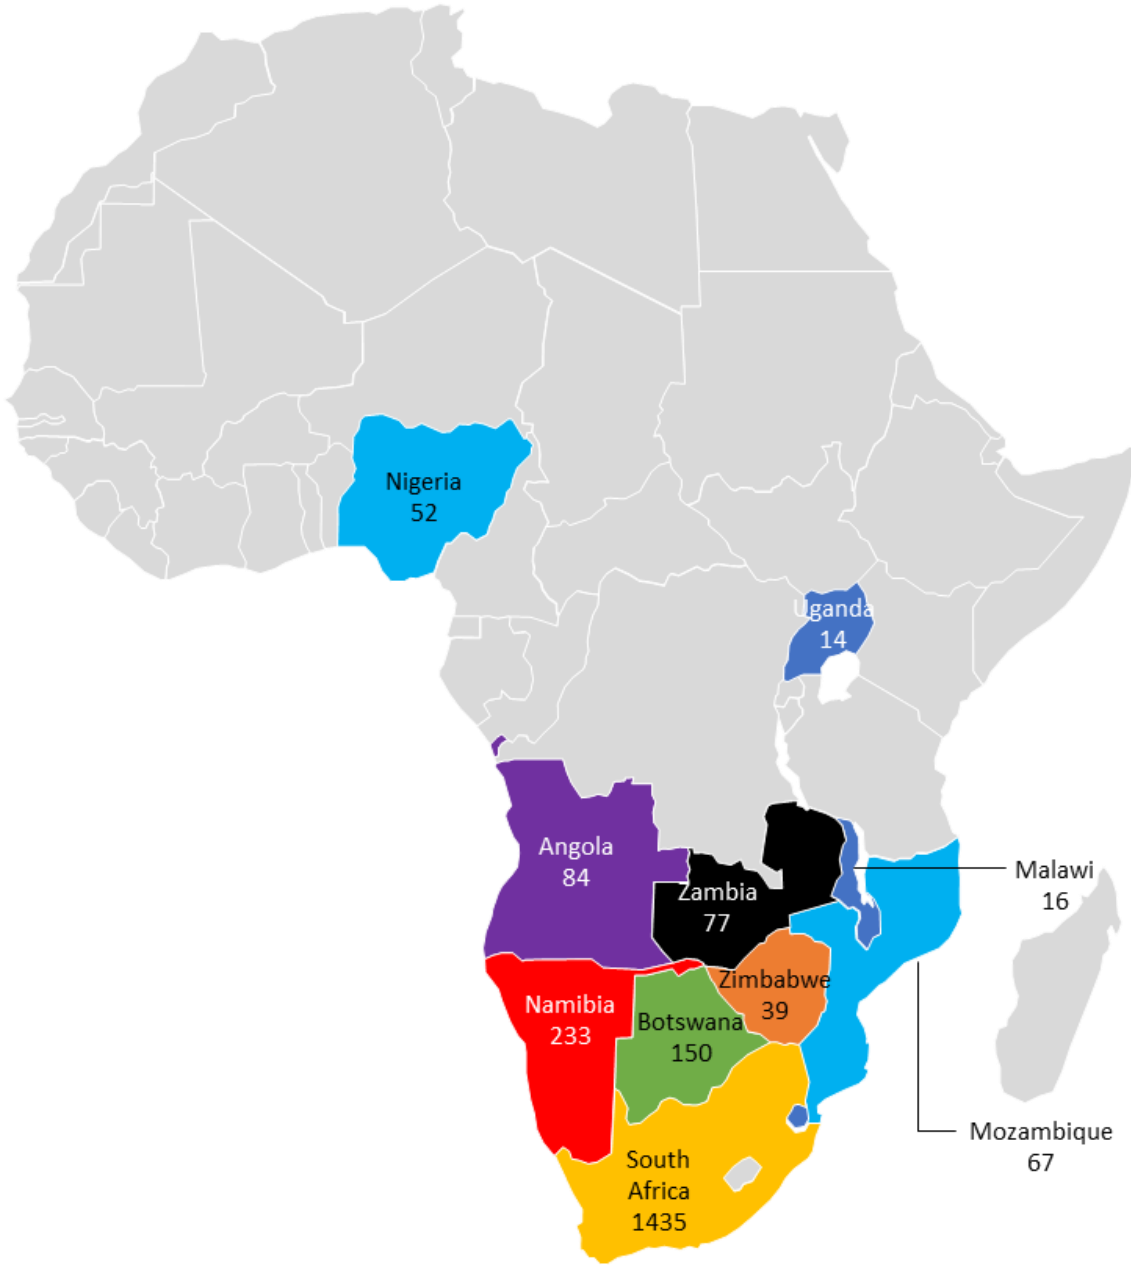 Nigeria
52
Uganda
14
Angola
84
Malawi
16
Zambia
77
Zimbabwe
39
Namibia
233
Botswana
150
Mozambique
67
South
Africa
1435